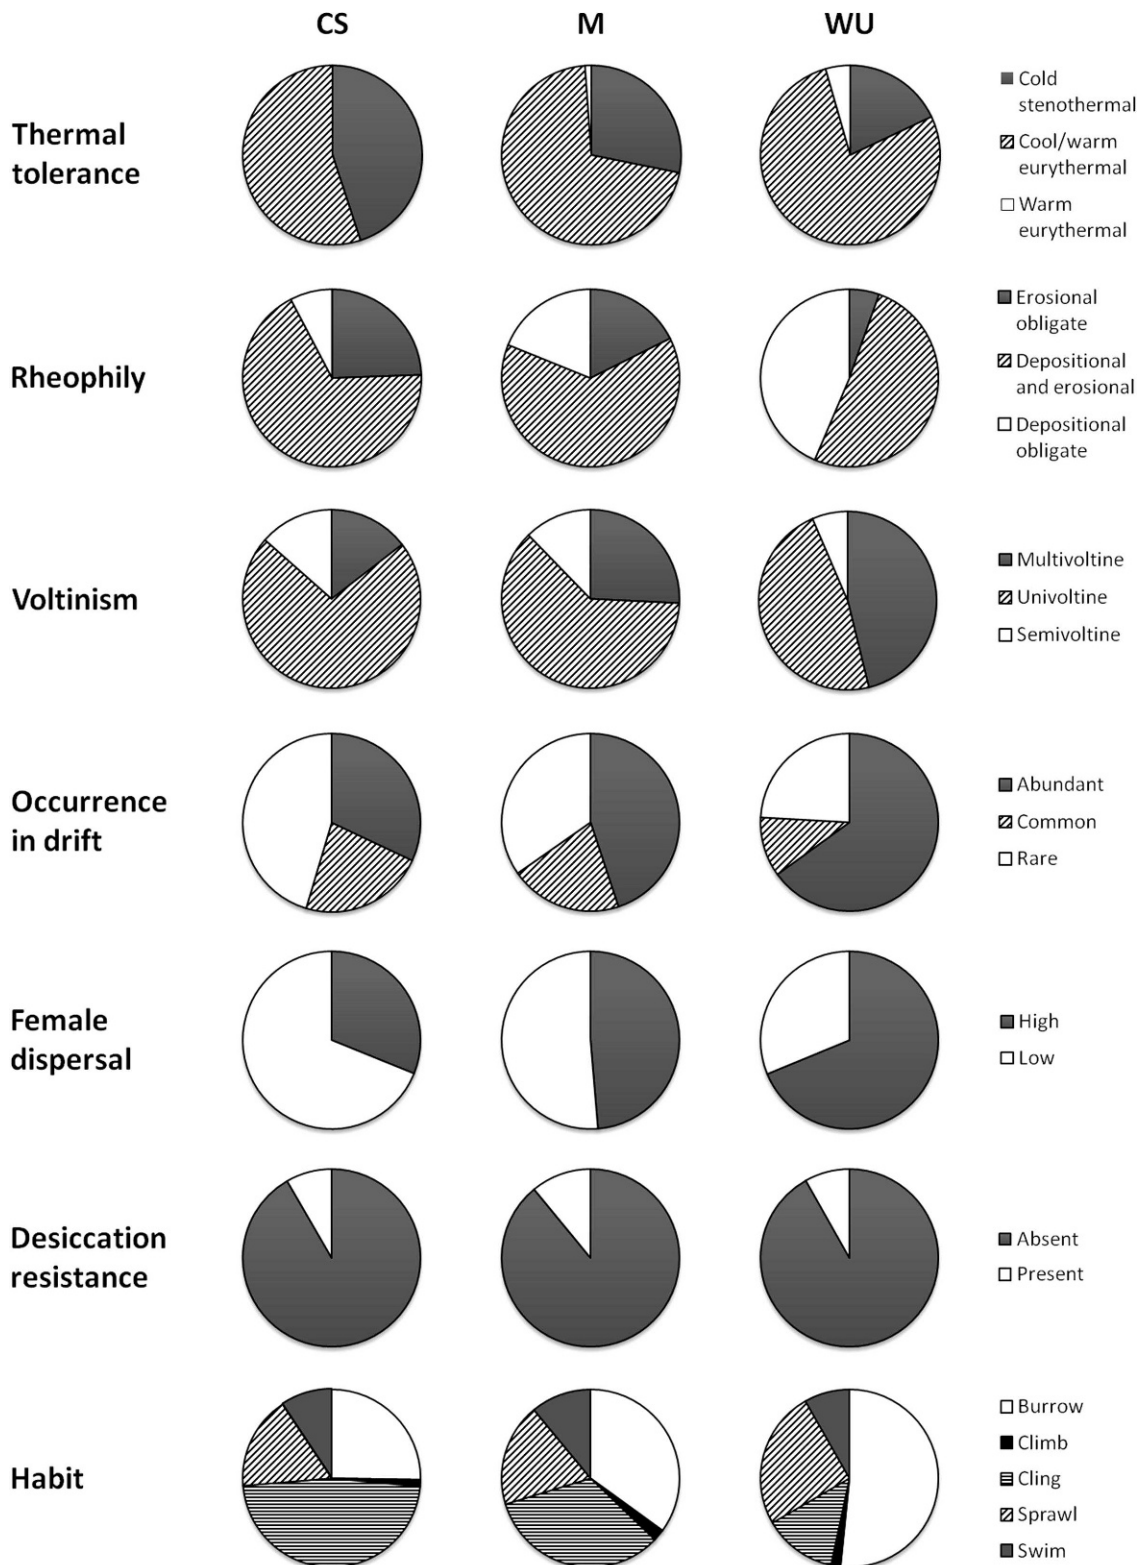 CS M WU
Thermal
tolerance
Cold
stenothermal
Cool/warm
eurythermal
Warm
eurythermal
Rheophily
Erosional
obligate
Depositional
and erosional
Depositional
obligate
Voltinism
Multivoltine
Univoltine
Semivoltine
Occurrence
in drift
Abundant
Common
Rare
Female
dispersal
High
Low
Desiccation
resistance
Absent
Present
Habit
Burrow
Climb
Cling
Sprawl
Swim